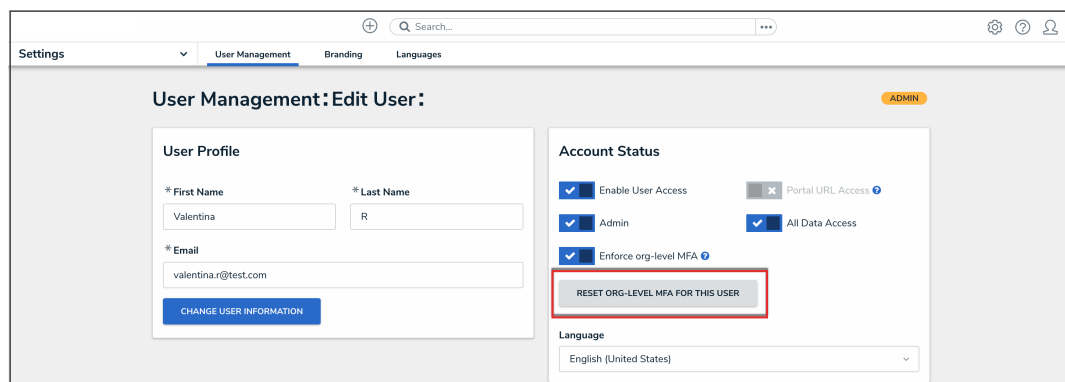 Search...
Settings
User Management
Branding
Languages
User Management:Edit User:
ADMIN
User Profile
*First Name
*Last Name
Valentina
R
*Email
valentina.r@test.com
CHANGE USER INFORMATION
Account Status
Enable User Access
Portal URL Access ?
Admin
All Data Access
Enforce org-level MFA ?
RESET ORG-LEVEL MFA FOR THIS USER
Language
English (United States)